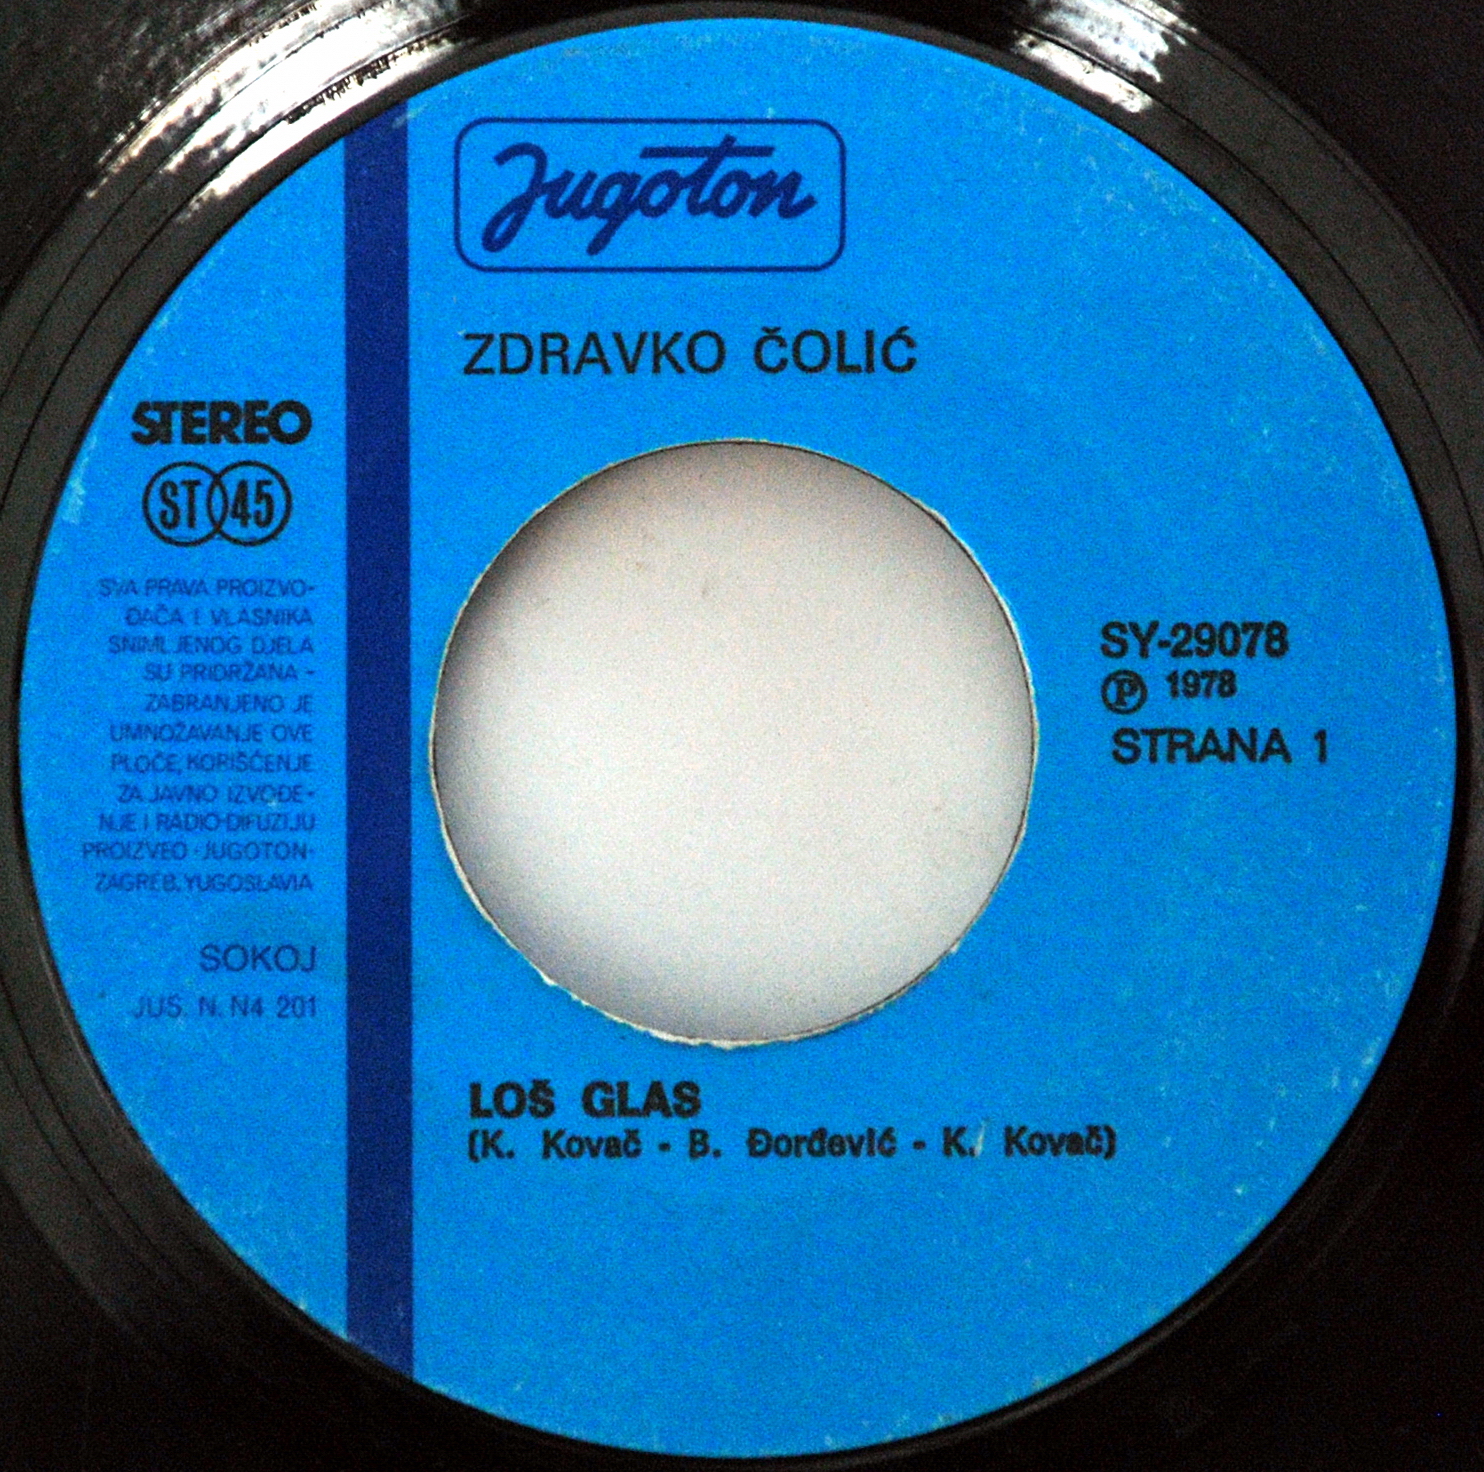 Jugoton
ZDRAVKO ČOLIĆ
STEREO
ST 45
SVA PRAVA PROIZVO-
ĐAČA I VLASNIKA
SNIMLJENOG DJELA
SU PRIDRŽANA -
ZABRANJENO JE
UMNOŽAVANJE OVE
PLOČE, KORIŠĆENJE
ZA JAVNO IZVOĐE-
NJE I RADIO-DIFUZIJU
PROIZVEO -JUGOTON-
ZAGREB, YUGOSLAVIA
SOKOJ
JUS. N. N4 201
SY-29078
℗ 1978
STRANA 1
LOŠ GLAS
(K. Kovač - B. Đorđević - K. Kovač)